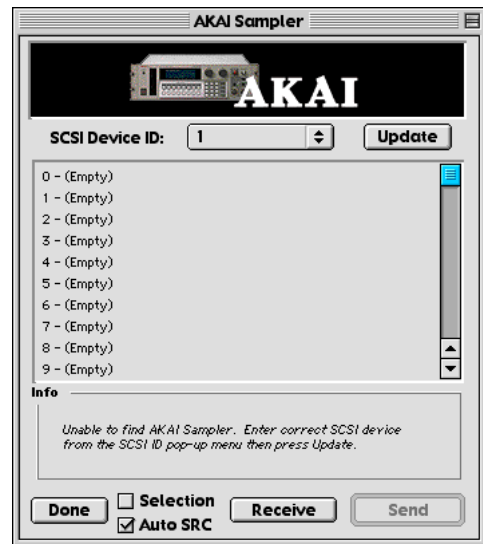 AKAI Sampler
AKAI
SCSI Device ID: 1 Update
0 - (Empty)
1 - (Empty)
2 - (Empty)
3 - (Empty)
4 - (Empty)
5 - (Empty)
6 - (Empty)
7 - (Empty)
8 - (Empty)
9 - (Empty)
Info
Unable to find AKAI Sampler. Enter correct SCSI device
from the SCSI ID pop-up menu then press Update.
Done Selection Receive Send
Auto SRC